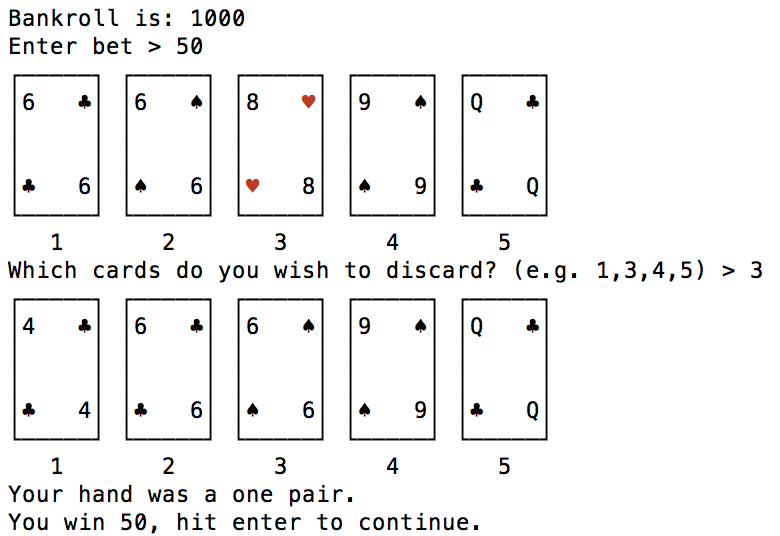 Bankroll is: 1000
Enter bet > 50
6 ♣ 6 ♠ 8 ♥ 9 ♠ Q ♣
♣ 6 ♠ 6 ♥ 8 ♠ 9 ♣ Q
1 2 3 4 5
Which cards do you wish to discard? (e.g. 1,3,4,5) > 3
4 ♣ 6 ♣ 6 ♠ 9 ♠ Q ♣
♣ 4 ♣ 6 ♠ 6 ♠ 9 ♣ Q
1 2 3 4 5
Your hand was a one pair.
You win 50, hit enter to continue.